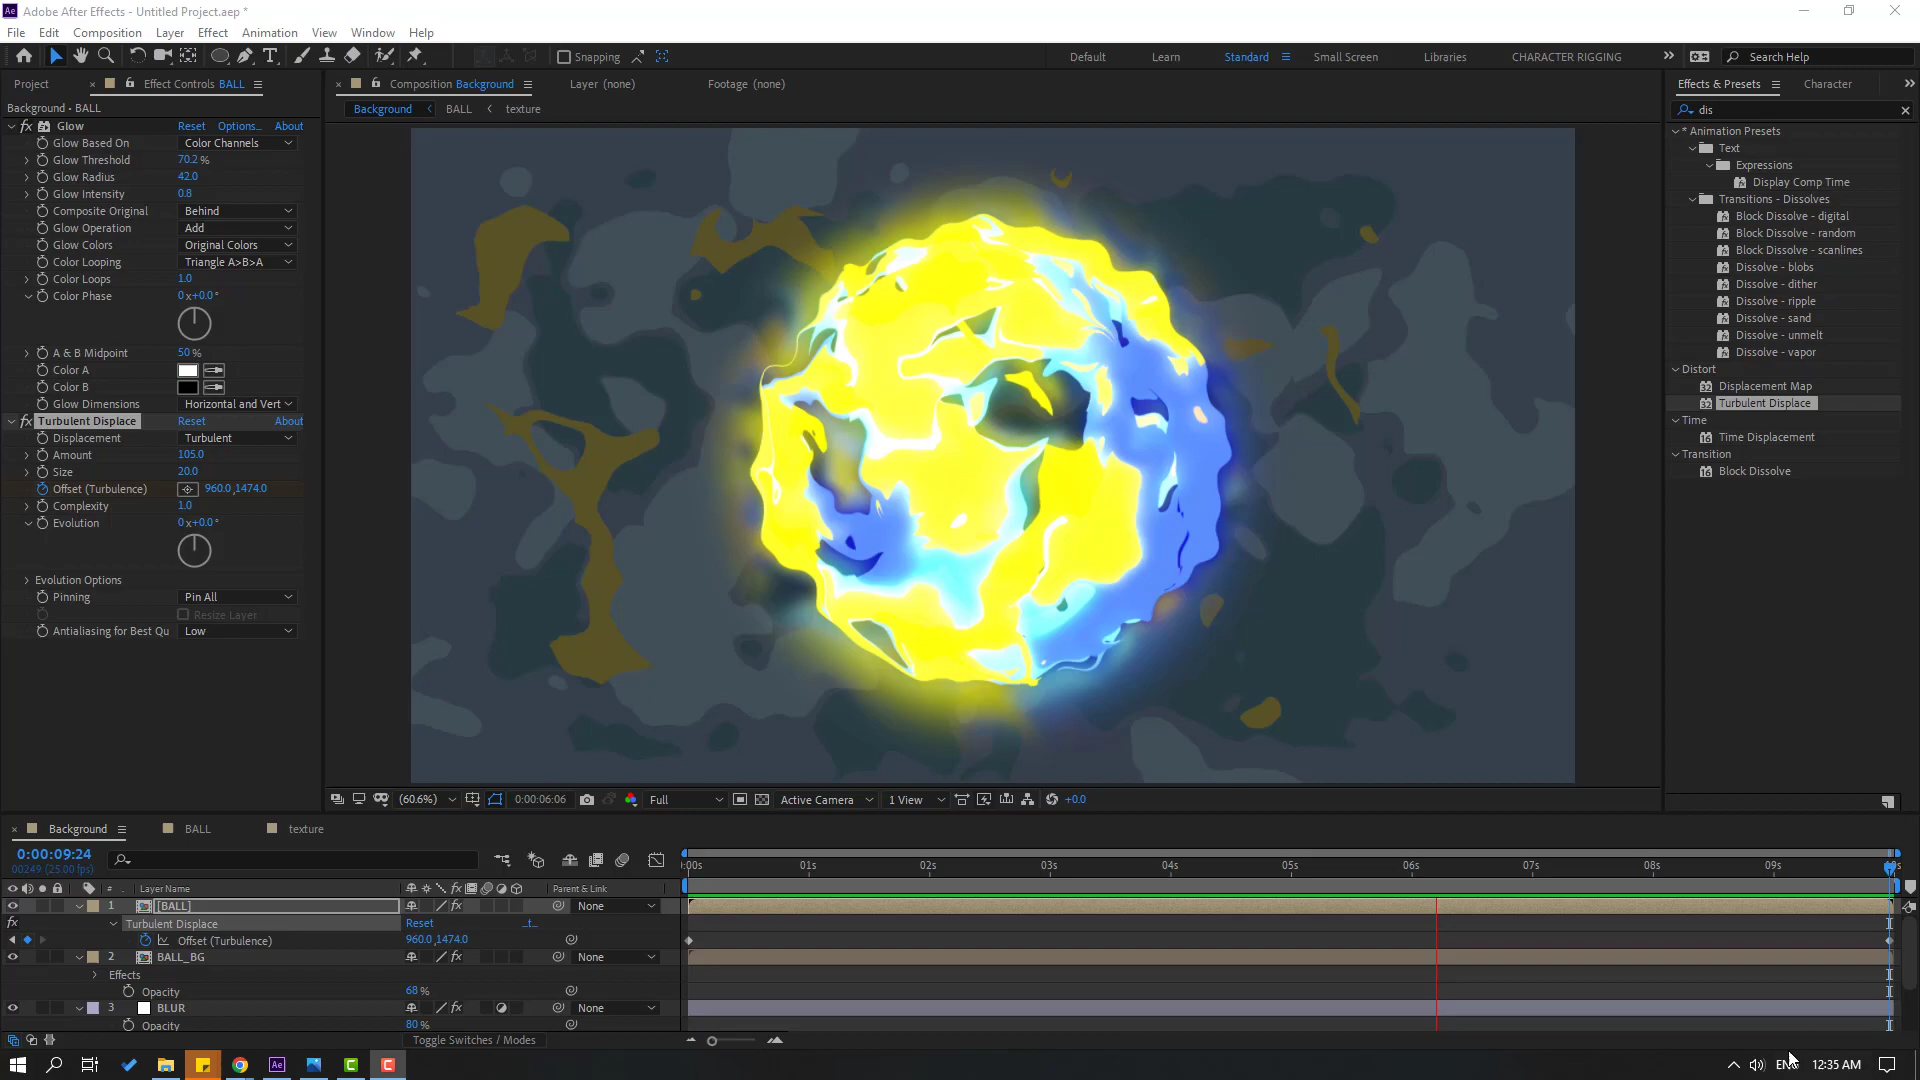 Adobe After Effects - Untitled Project.aep *
File Edit Composition Layer Effect Animation View Window Help
Snapping
Default Learn Standard Small Screen Libraries CHARACTER RIGGING Search Help
Project Effect Controls BALL
Composition Background Layer (none) Footage (none)
Effects & Presets Character
Background • BALL
Background BALL texture
dis
fx Glow Reset Options... About
Glow Based On Color Channels
Glow Threshold 70.2 %
Glow Radius 42.0
Glow Intensity 0.8
Composite Original Behind
Glow Operation Add
Glow Colors Original Colors
Color Looping Triangle A>B>A
Color Loops 1.0
Color Phase 0 x+0.0 °
A & B Midpoint 50 %
Color A
Color B
Glow Dimensions Horizontal and Vert
fx Turbulent Displace Reset About
Displacement Turbulent
Amount 105.0
Size 20.0
Offset (Turbulence) 960.0,1474.0
Complexity 1.0
Evolution 0 x+0.0 °
Evolution Options
Pinning Pin All
Resize Layer
Antialiasing for Best Qu Low
* Animation Presets
Text
Expressions
Display Comp Time
Transitions - Dissolves
Block Dissolve - digital
Block Dissolve - random
Block Dissolve - scanlines
Dissolve - blobs
Dissolve - dither
Dissolve - ripple
Dissolve - sand
Dissolve - unmelt
Dissolve - vapor
Distort
Displacement Map
Turbulent Displace
Time
Time Displacement
Transition
Block Dissolve
(60.6%) 0:00:06:06 Full Active Camera 1 View +0.0
Background BALL texture
0:00:09:24
00249 (25.00 fps)
:00s 01s 02s 03s 04s 05s 06s 07s 08s 09s
# Layer Name fx Parent & Link
1 [BALL] fx None
fx Turbulent Displace Reset
Offset (Turbulence) 960.0,1474.0
2 BALL_BG fx None
Effects
Opacity 68 %
3 BLUR fx None
Opacity 80 %
Toggle Switches / Modes
12:35 AM